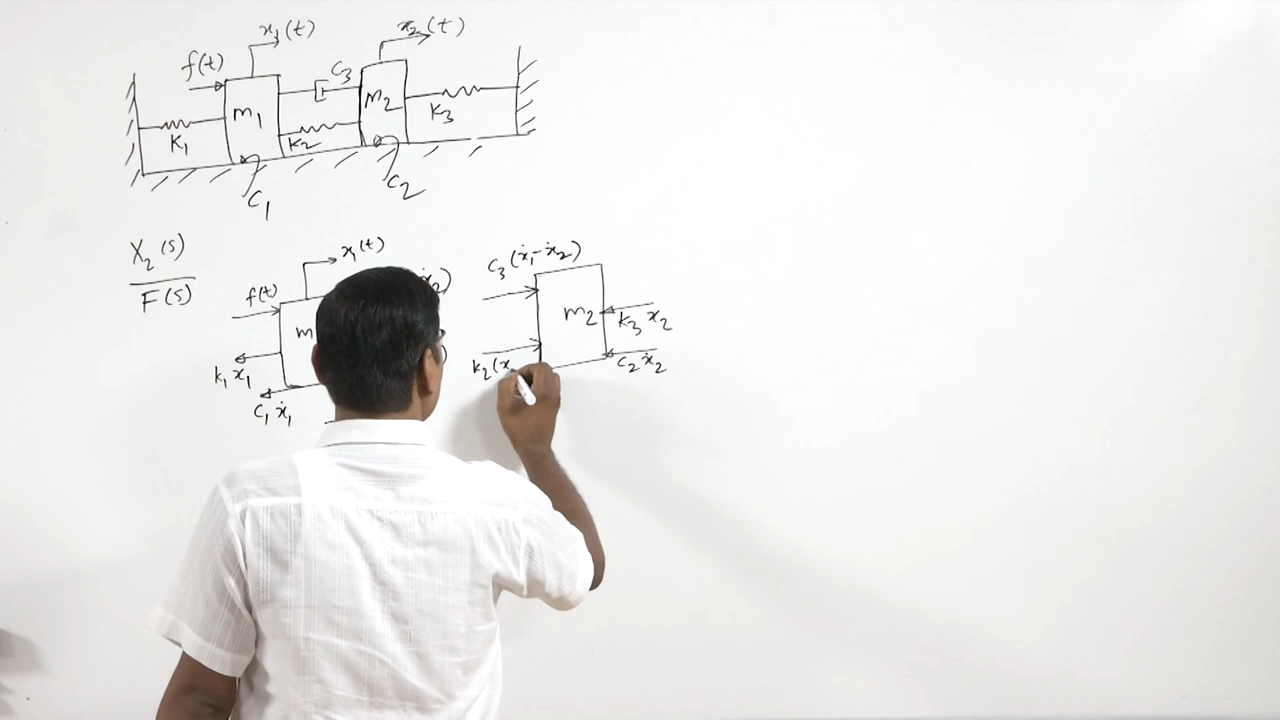 x₁(t) x₂(t)
f(t) C₃
m₁ m₂
K₁ K₂ K₃
C₁ C₂
X₂(s)
F(s)
x₁(t)
f(t)
m
k₁ x₁
C₁ ẋ₁
ẋ₂)
)
C₃ (ẋ₁ - ẋ₂)
m₂
K₃ x₂
k₂(x
C₂ ẋ₂